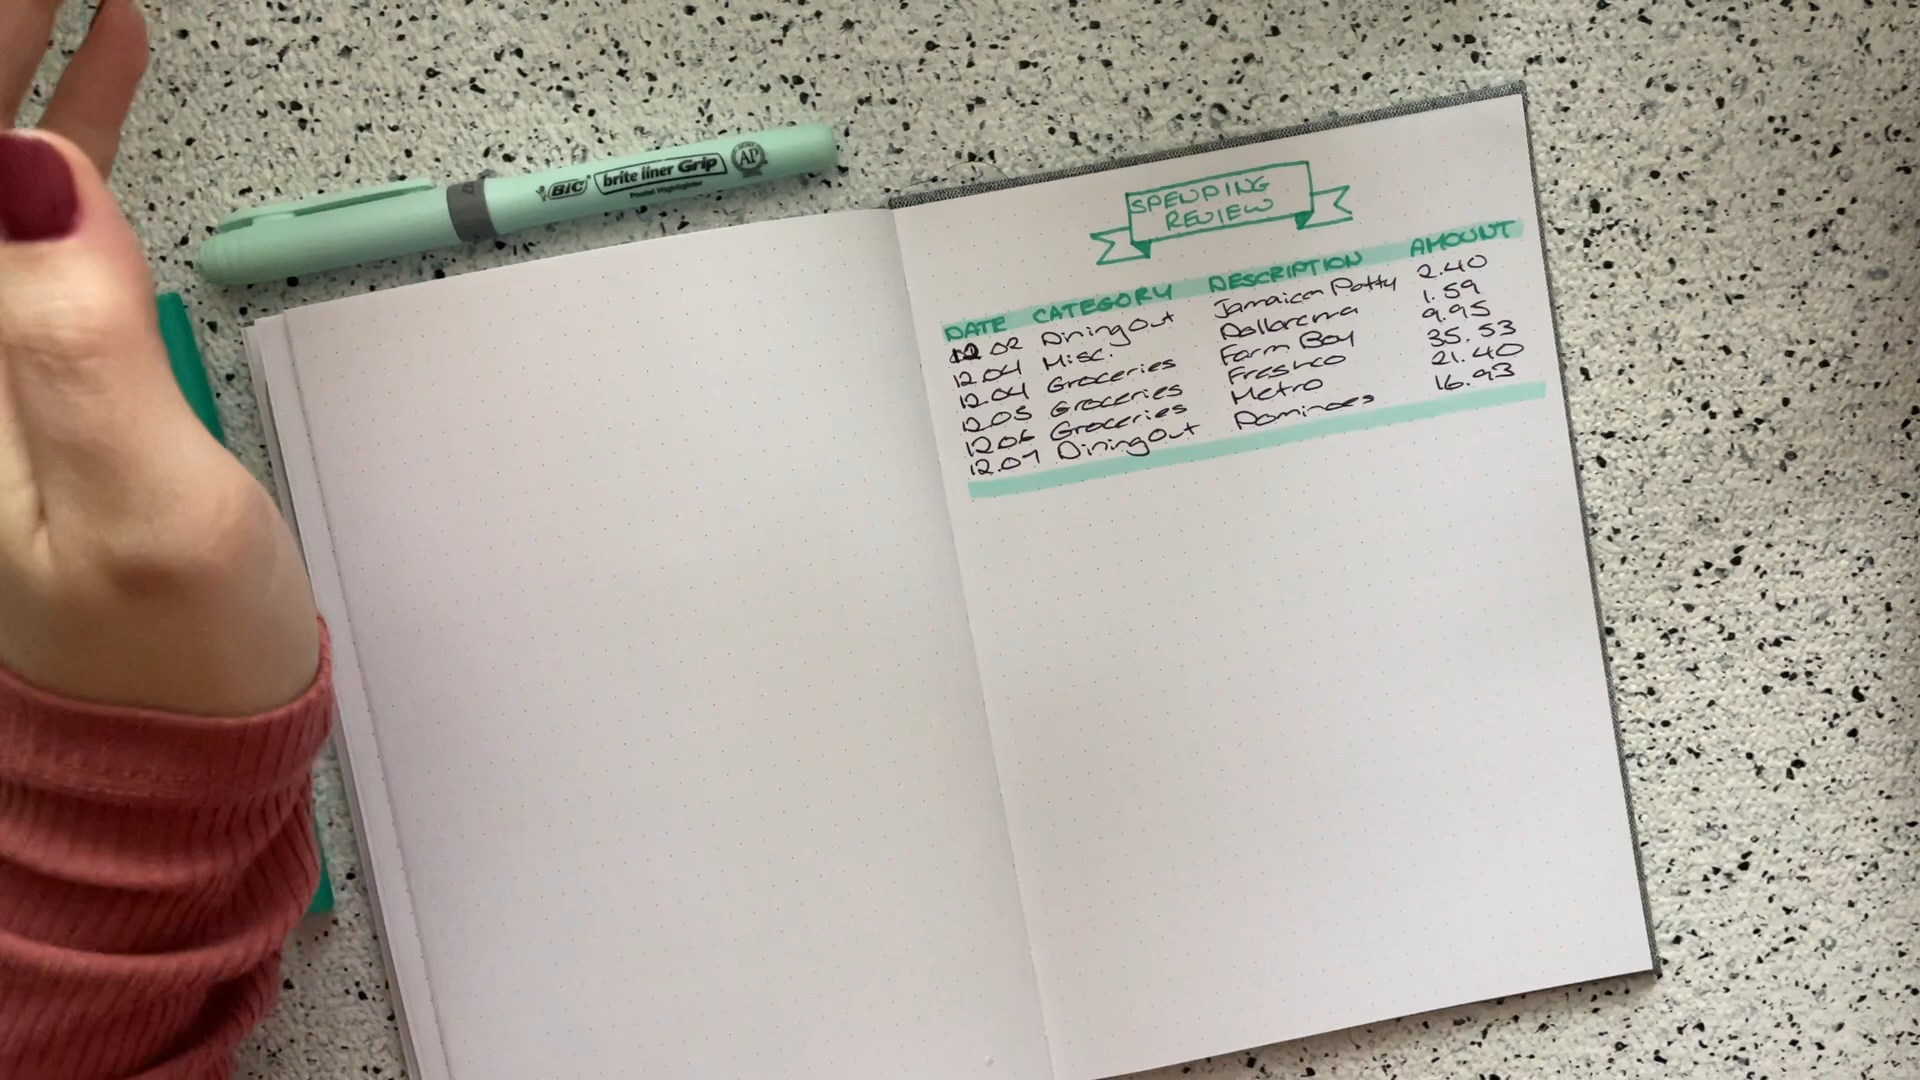 BIC brite liner Grip AP
Pastel Highlighter
SPENDING
REVIEW
DATE CATEGORY DESCRIPTION AMOUNT
12 02 Dining Out Jamaican Patty 2.40
12.04 Misc. Dollarama 1.59
12.04 Groceries Farm Boy 9.95
12.05 Groceries Freshco 35.53
12.06 Groceries Metro 21.40
12.07 Dining Out Dominoes 16.93